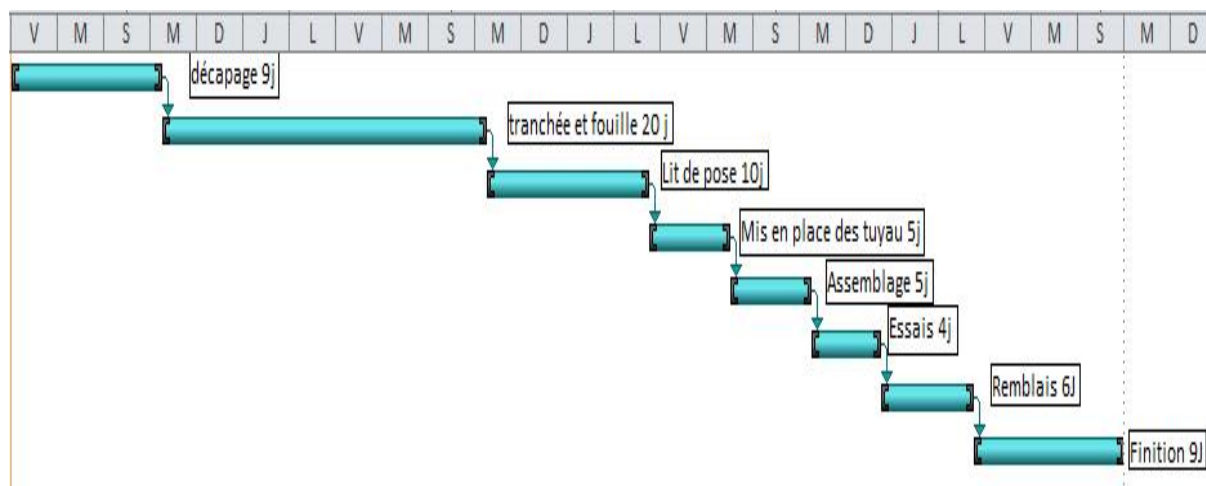 V M S M D J L V M S M D J L V M S M D J L V M S M D
décapage 9j
tranchée et fouille 20 j
Lit de pose 10j
Mis en place des tuyau 5j
Assemblage 5j
Essais 4j
Remblais 6J
Finition 9J